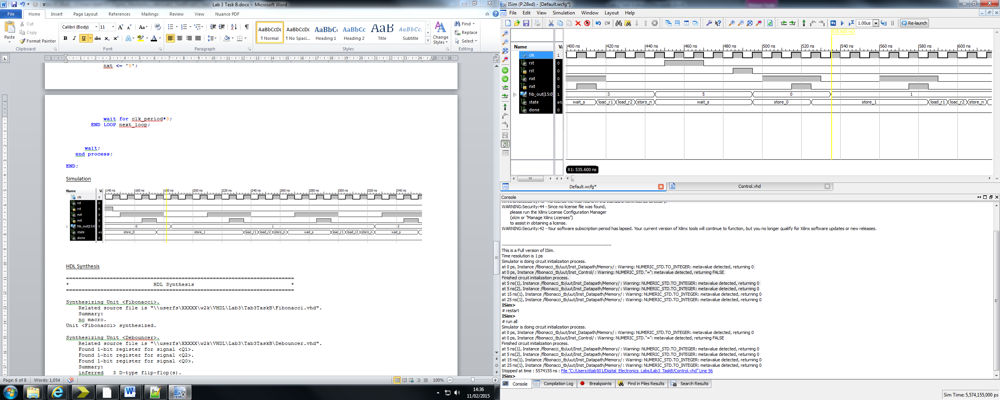 Lab 3 Task B.docx - Microsoft Word
File Home Insert Page Layout References Mailings Review View Nuance PDF
Paste
Cut
Copy
Format Painter
Clipboard
Calibri (Body) 11
Font
Paragraph
AaBbCcDc AaBbCcDc AaBbCc AaBbCc AaB AaBbCc.
¶ Normal ¶ No Spaci... Heading 1 Heading 2 Title Subtitle
Change Styles
Styles
Find
Replace
Select
Editing
nxt <= '0';
wait for clk_period*3;
END LOOP next_loop;
wait;
end process;
END;
Simulation
Name Va 140 ns 160 ns 180 ns 200 ns 220 ns 240 ns 260 ns 280 ns 300 ns 320 ns 340 ns
clk 0
rst 0
rst 0
nxt 0
nxt 0
fib_out[15:0] 0 1 2
state st store_0 store_1 load_r1 load_r2 store_n wait_s load_r1 load_r2 store_n wait_s
done 0
HDL Synthesis
=========================================================================
* HDL Synthesis *
=========================================================================
Synthesizing Unit <Fibonacci>.
Related source file is "\\userfs\XXXXX\w2k\VHDL\Lab3\Tab3TaskB\Fibonacci.vhd".
Summary:
no macro.
Unit <Fibonacci> synthesized.
Synthesizing Unit <Debouncer>.
Related source file is "\\userfs\XXXXX\w2k\VHDL\Lab3\Tab3TaskB\Debouncer.vhd".
Found 1-bit register for signal <Q1>.
Found 1-bit register for signal <Q2>.
Found 1-bit register for signal <Q0>.
Summary:
inferred 3 D-type flip-flop(s).
Page: 6 of 8 Words: 1,054 100%
14:36
11/02/2015
ISim (P.28xd) - [Default.wcfg*]
File Edit View Simulation Window Layout Help
1.00us Re-launch
535.600 ns
Name Va 400 ns 420 ns 440 ns 460 ns 480 ns 500 ns 520 ns 540 ns 560 ns 580 ns 600 ns
clk 1
rst 0
rst 0
nxt 0
nxt 0
fib_out[15:0] 1 3 5 0 1
state st wait_s load_r1 load_r2 store_n wait_s store_0 store_1 load_r1 load_r2 store_n
done 0
X1: 535.600 ns
Default.wcfg* Control.vhd
Console
WARNING:Security:44 - Since no license file was found,
please run the Xilinx License Configuration Manager
(xlcm or "Manage Xilinx Licenses")
to assist in obtaining a license.
WARNING:Security:42 - Your software subscription period has lapsed. Your current version of Xilinx tools will continue to function, but you no longer qualify for Xilinx software updates or new releases.
----------------------------------------------------------------------
This is a Full version of ISim.
Time resolution is 1 ps
Simulator is doing circuit initialization process.
at 0 ps, Instance /fibonacci_tb/uut/Inst_Datapath/Memory/ : Warning: NUMERIC_STD.TO_INTEGER: metavalue detected, returning 0
at 0 ps, Instance /fibonacci_tb/uut/Inst_Control/ : Warning: NUMERIC_STD."=": metavalue detected, returning FALSE
Finished circuit initialization process.
at 5 ns(1), Instance /fibonacci_tb/uut/Inst_Datapath/Memory/ : Warning: NUMERIC_STD.TO_INTEGER: metavalue detected, returning 0
at 5 ns(2), Instance /fibonacci_tb/uut/Inst_Datapath/Memory/ : Warning: NUMERIC_STD.TO_INTEGER: metavalue detected, returning 0
at 15 ns(1), Instance /fibonacci_tb/uut/Inst_Datapath/Memory/ : Warning: NUMERIC_STD.TO_INTEGER: metavalue detected, returning 0
at 25 ns(1), Instance /fibonacci_tb/uut/Inst_Datapath/Memory/ : Warning: NUMERIC_STD.TO_INTEGER: metavalue detected, returning 0
ISim>
# restart
ISim>
# run all
Simulator is doing circuit initialization process.
at 0 ps, Instance /fibonacci_tb/uut/Inst_Datapath/Memory/ : Warning: NUMERIC_STD.TO_INTEGER: metavalue detected, returning 0
at 0 ps, Instance /fibonacci_tb/uut/Inst_Control/ : Warning: NUMERIC_STD."=": metavalue detected, returning FALSE
Finished circuit initialization process.
at 5 ns(1), Instance /fibonacci_tb/uut/Inst_Datapath/Memory/ : Warning: NUMERIC_STD.TO_INTEGER: metavalue detected, returning 0
at 5 ns(2), Instance /fibonacci_tb/uut/Inst_Datapath/Memory/ : Warning: NUMERIC_STD.TO_INTEGER: metavalue detected, returning 0
at 15 ns(1), Instance /fibonacci_tb/uut/Inst_Datapath/Memory/ : Warning: NUMERIC_STD.TO_INTEGER: metavalue detected, returning 0
at 25 ns(1), Instance /fibonacci_tb/uut/Inst_Datapath/Memory/ : Warning: NUMERIC_STD.TO_INTEGER: metavalue detected, returning 0
Stopped at time : 5574155 ns : File "C:/Users/djab501/Digital_Electronics_Labs/Lab3_TaskB/Control.vhd" Line 56
ISim>
Console Compilation Log Breakpoints Find in Files Results Search Results
Sim Time: 5,574,155,000 ps